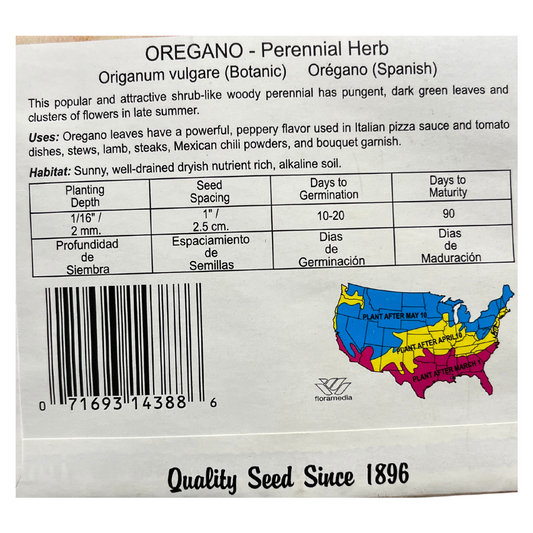 OREGANO - Perennial Herb
Origanum vulgare (Botanic) Orégano (Spanish)
This popular and attractive shrub-like woody perennial has pungent, dark green leaves and
clusters of flowers in late summer.
Uses: Oregano leaves have a powerful, peppery flavor used in Italian pizza sauce and tomato
dishes, stews, lamb, steaks, Mexican chili powders, and bouquet garnish.
Habitat: Sunny, well-drained dryish nutrient rich, alkaline soil.
Planting Depth Seed Spacing Days to Germination Days to Maturity
1/16" / 2 mm. 1" / 2.5 cm. 10-20 90
Profundidad de Siembra Espaciamiento de Semillas Dias de Germinación Dias de Maduración
PLANT AFTER MAY 10
PLANT AFTER APRIL 10
PLANT AFTER MARCH 1
floramedia
0 71693 14388 6
Quality Seed Since 1896